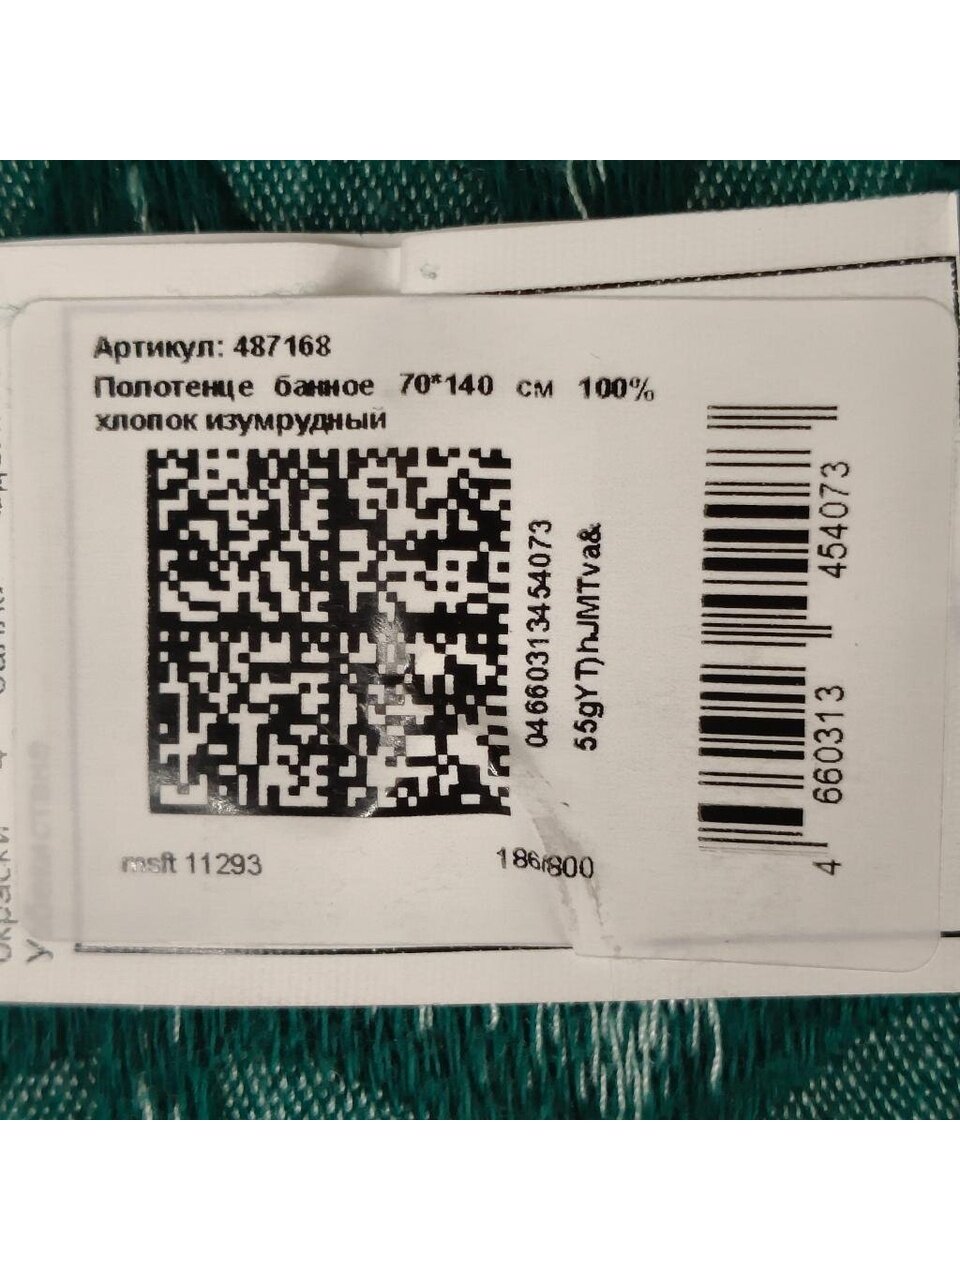 Артикул: 487168
Полотенце банное 70*140 см 100%
хлопок изумрудный
04660313454073
55gYT)hJMTva&
4 660313 454073
msft 11293
186/800